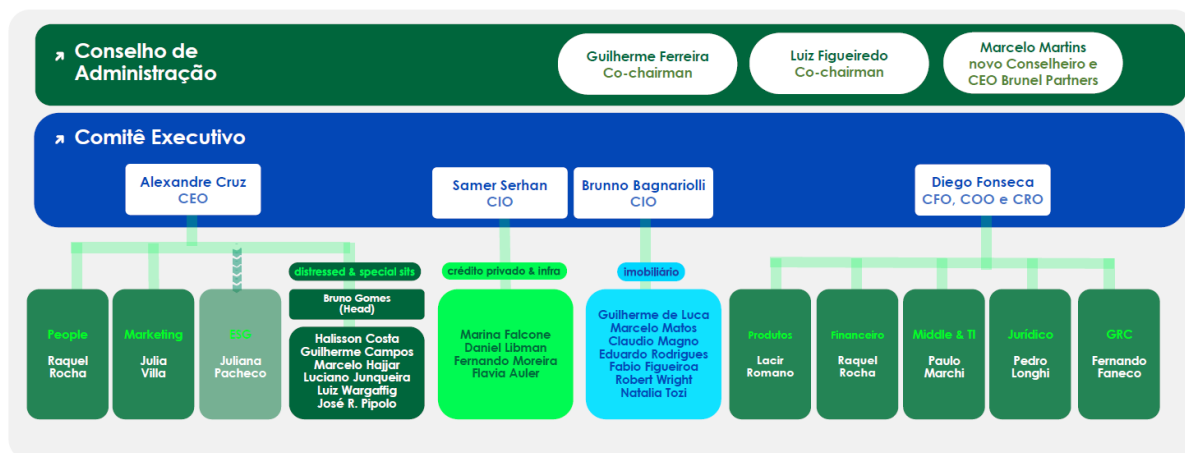 Conselho de
Administração
Guilherme Ferreira
Co-chairman
Luiz Figueiredo
Co-chairman
Marcelo Martins
novo Conselheiro e
CEO Brunel Partners
Comitê Executivo
Alexandre Cruz
CEO
Samer Serhan
CIO
Brunno Bagnariolli
CIO
Diego Fonseca
CFO, COO e CRO
distressed & special sits
crédito privado & infra
imobiliário
People
Raquel
Rocha
Marketing
Julia
Villa
ESG
Juliana
Pacheco
Bruno Gomes
(Head)
Halisson Costa
Guilherme Campos
Marcelo Hajjar
Luciano Junqueira
Luiz Wargaffig
José R. Pipolo
Marina Falcone
Daniel Libman
Fernando Moreira
Flavia Auler
Guilherme de Luca
Marcelo Matos
Claudio Magno
Eduardo Rodrigues
Fabio Figueiroa
Robert Wright
Natalia Tozi
Produtos
Lacir
Romano
Financeiro
Raquel
Rocha
Middle & TI
Paulo
Marchi
Jurídico
Pedro
Longhi
GRC
Fernando
Faneco